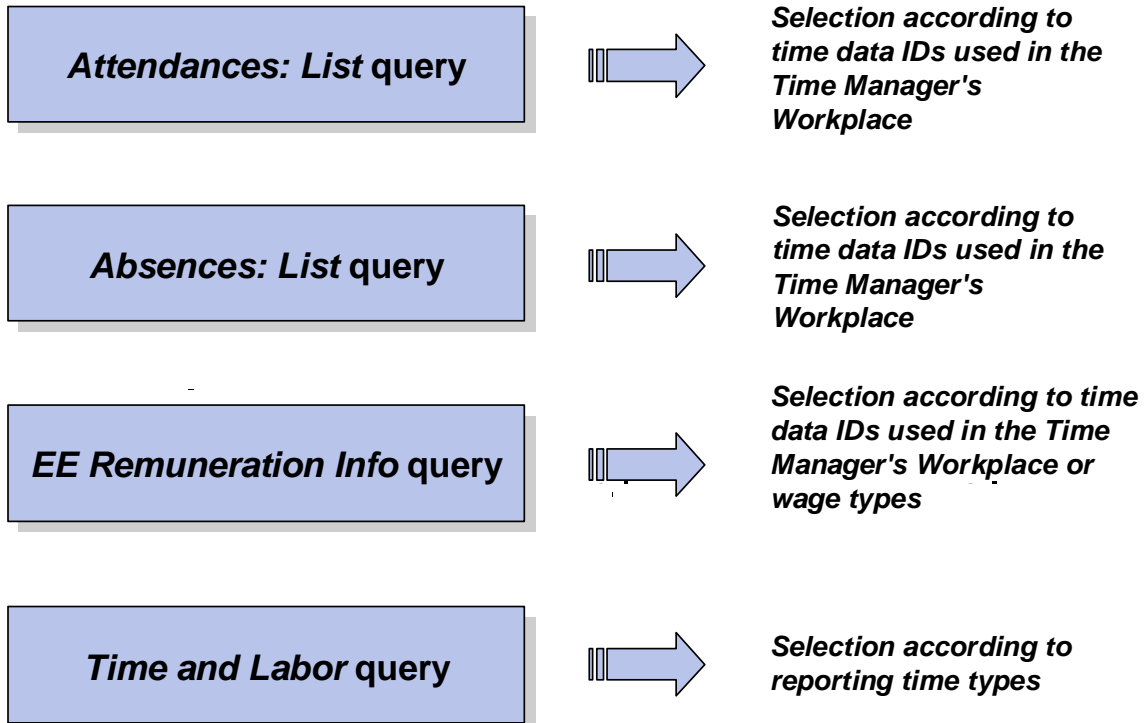 Attendances: List query
Selection according to
time data IDs used in the
Time Manager's
Workplace
Absences: List query
Selection according to
time data IDs used in the
Time Manager's
Workplace
EE Remuneration Info query
Selection according to time
data IDs used in the Time
Manager's Workplace or
wage types
Time and Labor query
Selection according to
reporting time types